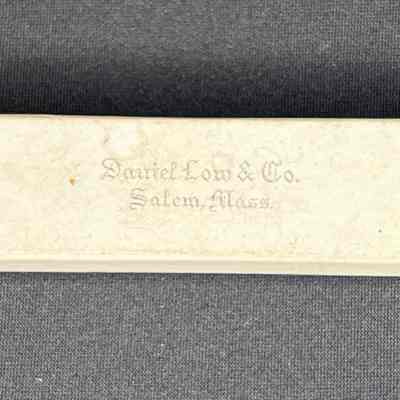 Daniel Low & Co.
Salem, Mass.